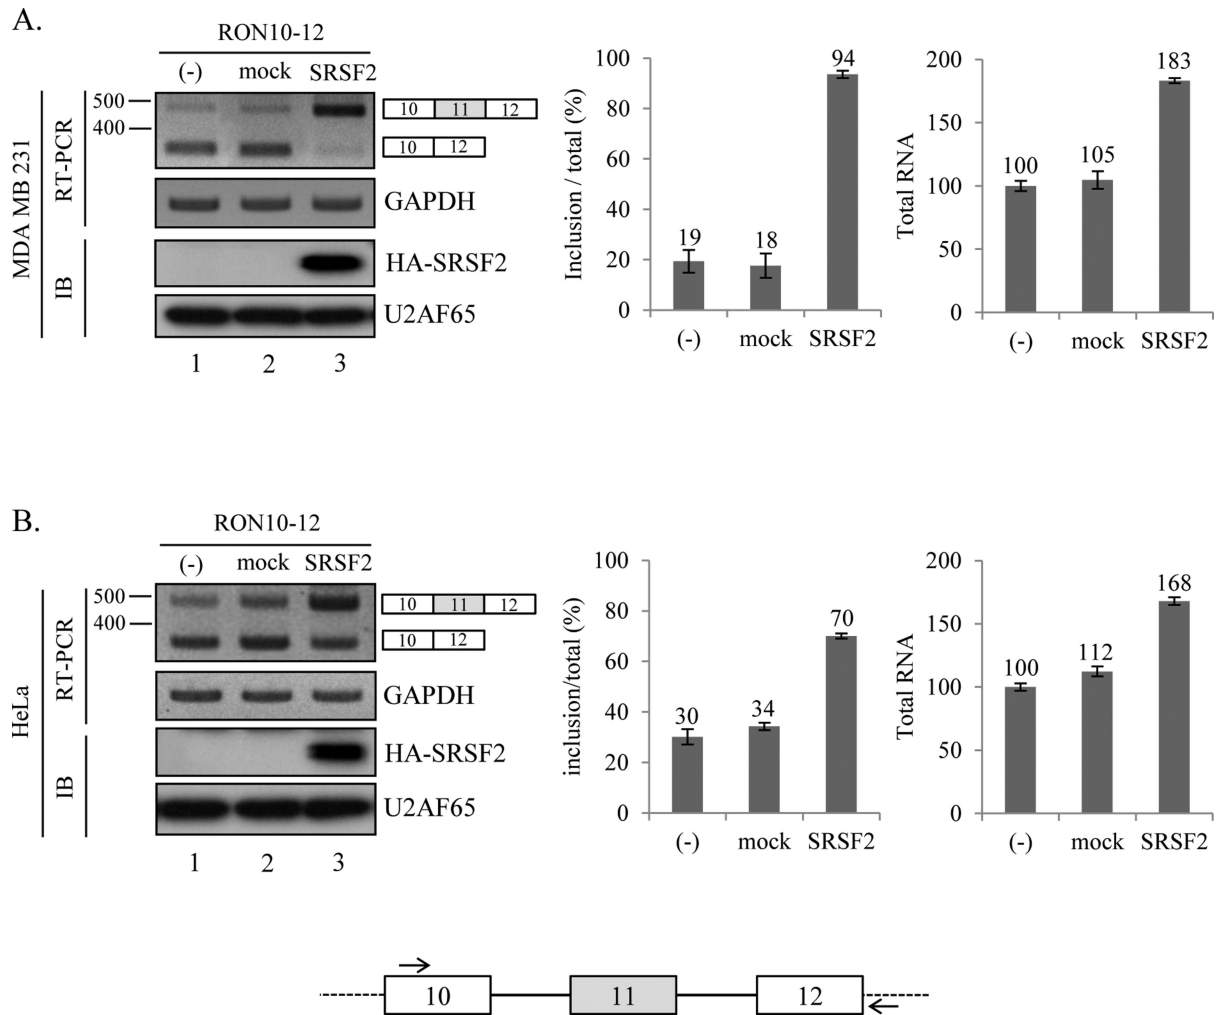 A.
RON10-12
(-) mock SRSF2
MDA MB 231
RT-PCR
IB
500
400
10 11 12
10 12
GAPDH
HA-SRSF2
U2AF65
1 2 3
Inclusion / total (%)
100
80
60
40
20
0
19
18
94
(-) mock SRSF2
Total RNA
200
150
100
50
0
100
105
183
(-) mock SRSF2
B.
RON10-12
(-) mock SRSF2
HeLa
RT-PCR
IB
500
400
10 11 12
10 12
GAPDH
HA-SRSF2
U2AF65
1 2 3
inclusion/total (%)
100
80
60
40
20
0
30
34
70
(-) mock SRSF2
Total RNA
200
150
100
50
0
100
112
168
(-) mock SRSF2
10 11 12